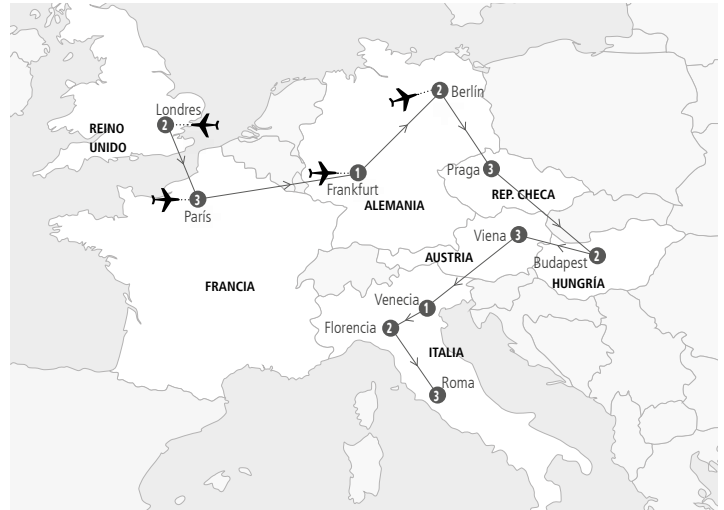 Londres
2
REINO
UNIDO
3
París
1
Frankfurt
ALEMANIA
2
Berlín
Praga
3
REP. CHECA
Viena
3
AUSTRIA
Budapest
2
HUNGRÍA
FRANCIA
Venecia
1
Florencia
2
ITALIA
Roma
3